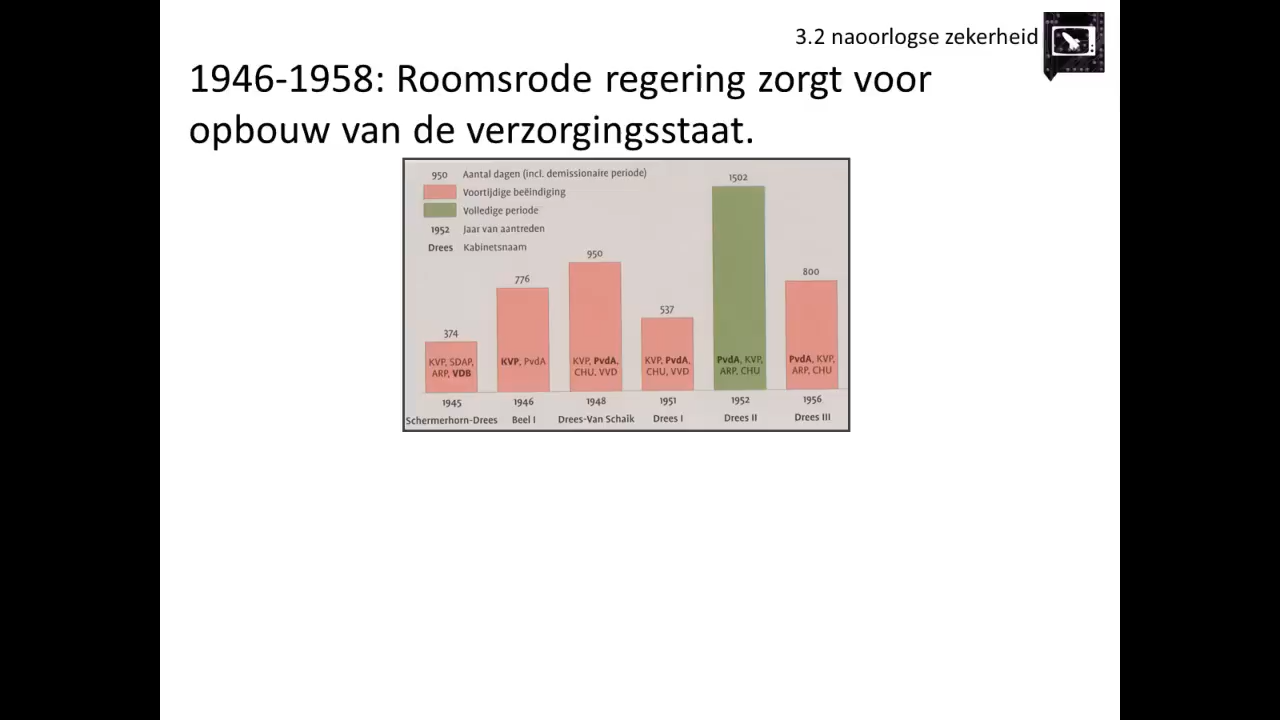 3.2 naoorlogse zekerheid
1946-1958: Roomsrode regering zorgt voor
opbouw van de verzorgingsstaat.
950 Aantal dagen (incl. demissionaire periode)
Voortijdige beëindiging
Volledige periode
1952 Jaar van aantreden
Drees Kabinetsnaam
374
776
950
537
1502
800
KVP, SDAP,
ARP, VDB
KVP, PvdA
KVP, PvdA,
CHU, VVD
KVP, PvdA,
CHU, VVD
PvdA, KVP,
ARP, CHU
PvdA, KVP,
ARP, CHU
1945 1946 1948 1951 1952 1956
Schermerhorn-Drees Beel I Drees-Van Schaik Drees I Drees II Drees III